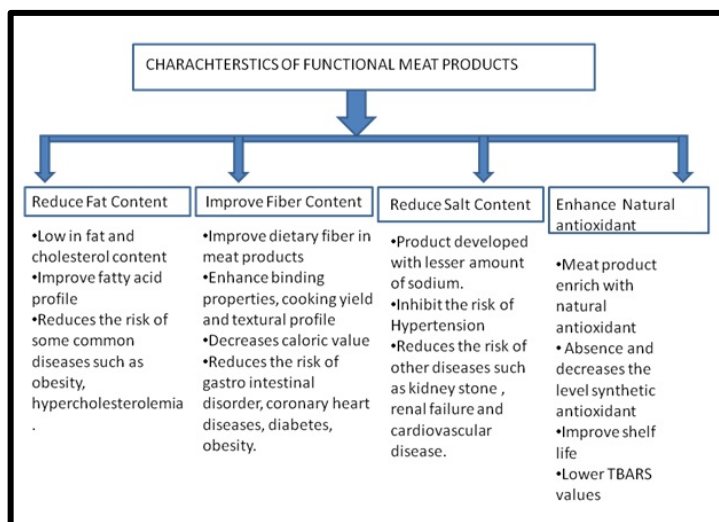 CHARACHTERSTICS OF FUNCTIONAL MEAT PRODUCTS
Reduce Fat Content
•Low in fat and
cholesterol content
•Improve fatty acid
profile
•Reduces the risk of
some common
diseases such as
obesity,
hypercholesterolemia
.
Improve Fiber Content
•Improve dietary fiber in
meat products
•Enhance binding
properties, cooking yield
and textural profile
•Decreases caloric value
•Reduces the risk of
gastro intestinal
disorder, coronary heart
diseases, diabetes,
obesity.
Reduce Salt Content
•Product developed
with lesser amount
of sodium.
•Inhibit the risk of
Hypertension
•Reduces the risk of
other diseases such
as kidney stone ,
renal failure and
cardiovascular
disease.
Enhance Natural
antioxidant
•Meat product
enrich with
natural
antioxidant
•Absence and
decreases the
level synthetic
antioxidant
•Improve shelf
life
•Lower TBARS
values